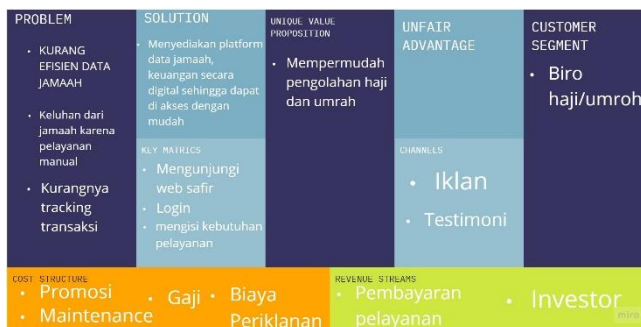 PROBLEM
• KURANG
EFISIEN DATA
JAMAAH
• Keluhan dari
jamaah karena
pelayanan
manual
• Kurangnya
tracking
transaksi
SOLUTION
• Menyediakan platform
data jamaah,
keuangan secara
digital sehingga dapat
di akses dengan
mudah
KEY MATRICS
• Mengunjungi
web safir
• Login
• mengisi kebutuhan
pelayanan
UNIQUE VALUE
PROPOSITION
• Mempermudah
pengolahan haji
dan umrah
UNFAIR
ADVANTAGE
CHANNELS
• Iklan
• Testimoni
CUSTOMER
SEGMENT
• Biro
haji/umroh
COST STRUCTURE
• Promosi
• Maintenance
• Gaji
• Biaya
Periklanan
REVENUE STREAMS
• Pembayaran
pelayanan
• Investor
miro